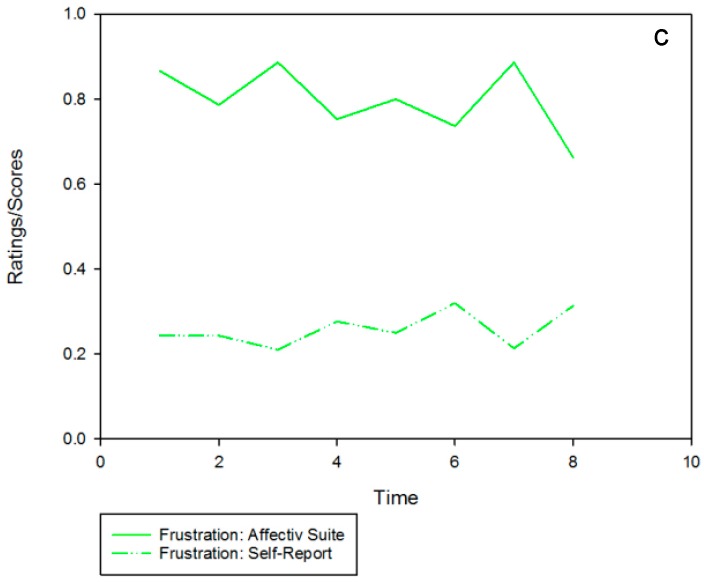 1.0
C
0.8
0.6
0.4
0.2
0.0
Ratings/Scores
0 2 4 6 8 10
Time
Frustration: Affectiv Suite
Frustration: Self-Report